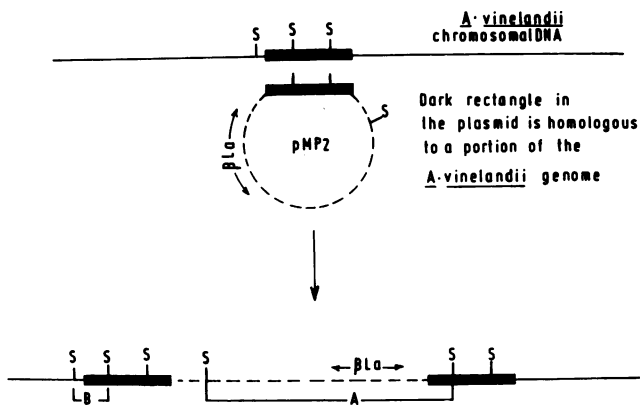 A·vinelandii
chromosomalDNA
S S S
S
pMP2
βLa
Dark rectangle in
the plasmid is homologous
to a portion of the
A·vinelandii genome
S S S S βLa S S
B A